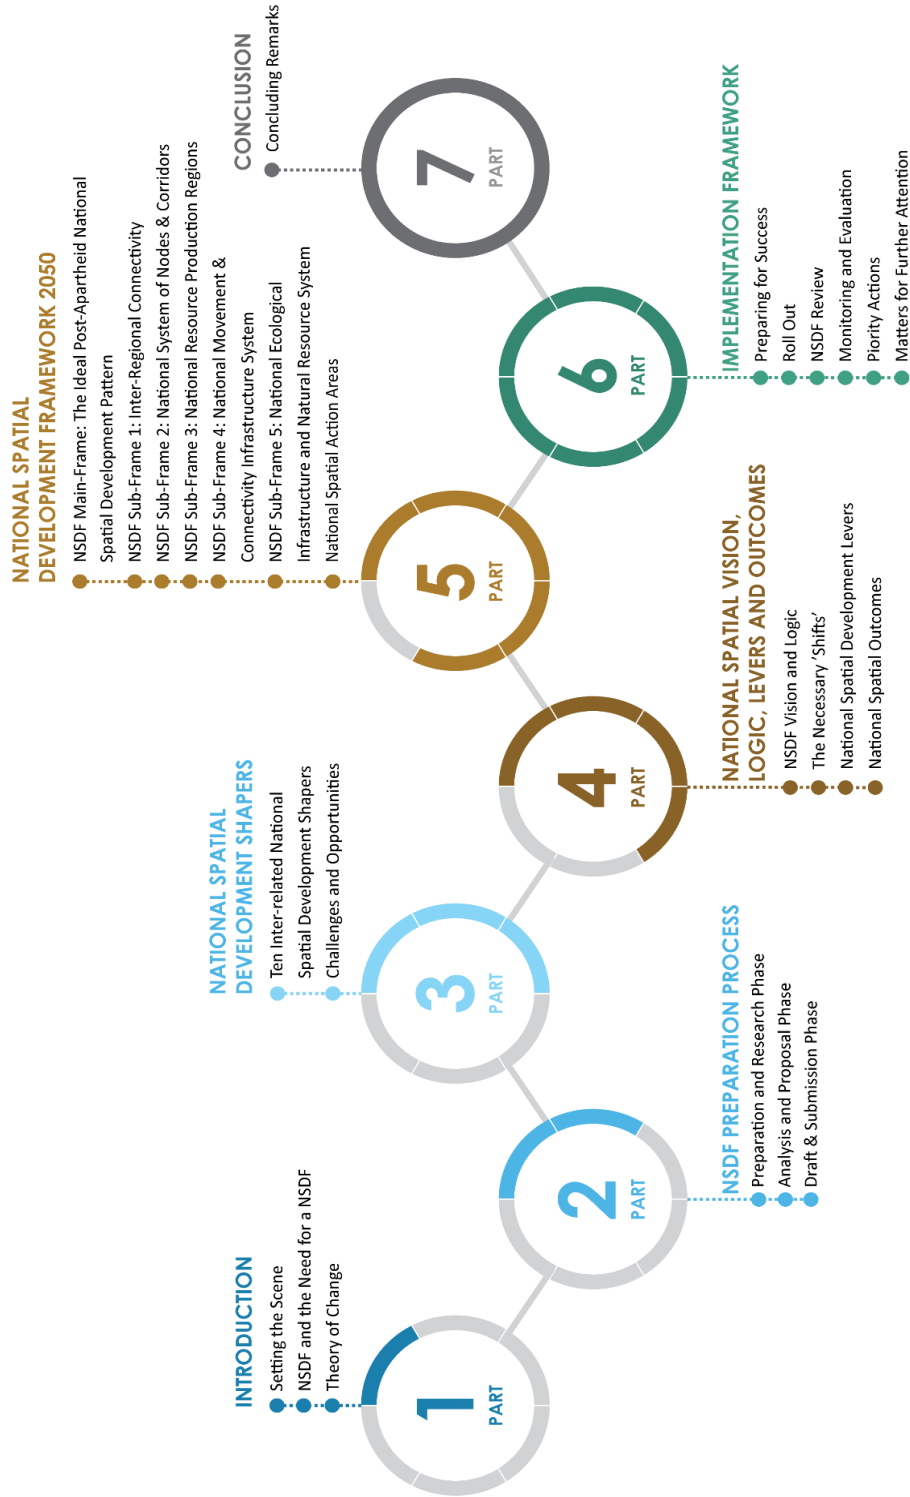 INTRODUCTION
Setting the Scene
NSDF and the Need for a NSDF
Theory of Change
1
PART
2
PART
NSDF PREPARATION PROCESS
Preparation and Research Phase
Analysis and Proposal Phase
Draft & Submission Phase
NATIONAL SPATIAL
DEVELOPMENT SHAPERS
Ten Inter-related National
Spatial Development Shapers
Challenges and Opportunities
3
PART
4
PART
NATIONAL SPATIAL VISION,
LOGIC, LEVERS AND OUTCOMES
NSDF Vision and Logic
The Necessary 'Shifts'
National Spatial Development Levers
National Spatial Outcomes
NATIONAL SPATIAL
DEVELOPMENT FRAMEWORK 2050
NSDF Main-Frame: The Ideal Post-Apartheid National
Spatial Development Pattern
NSDF Sub-Frame 1: Inter-Regional Connectivity
NSDF Sub-Frame 2: National System of Nodes & Corridors
NSDF Sub-Frame 3: National Resource Production Regions
NSDF Sub-Frame 4: National Movement &
Connectivity Infrastructure System
NSDF Sub-Frame 5: National Ecological
Infrastructure and Natural Resource System
National Spatial Action Areas
5
PART
6
PART
IMPLEMENTATION FRAMEWORK
Preparing for Success
Roll Out
NSDF Review
Monitoring and Evaluation
Piority Actions
Matters for Further Attention
CONCLUSION
Concluding Remarks
7
PART